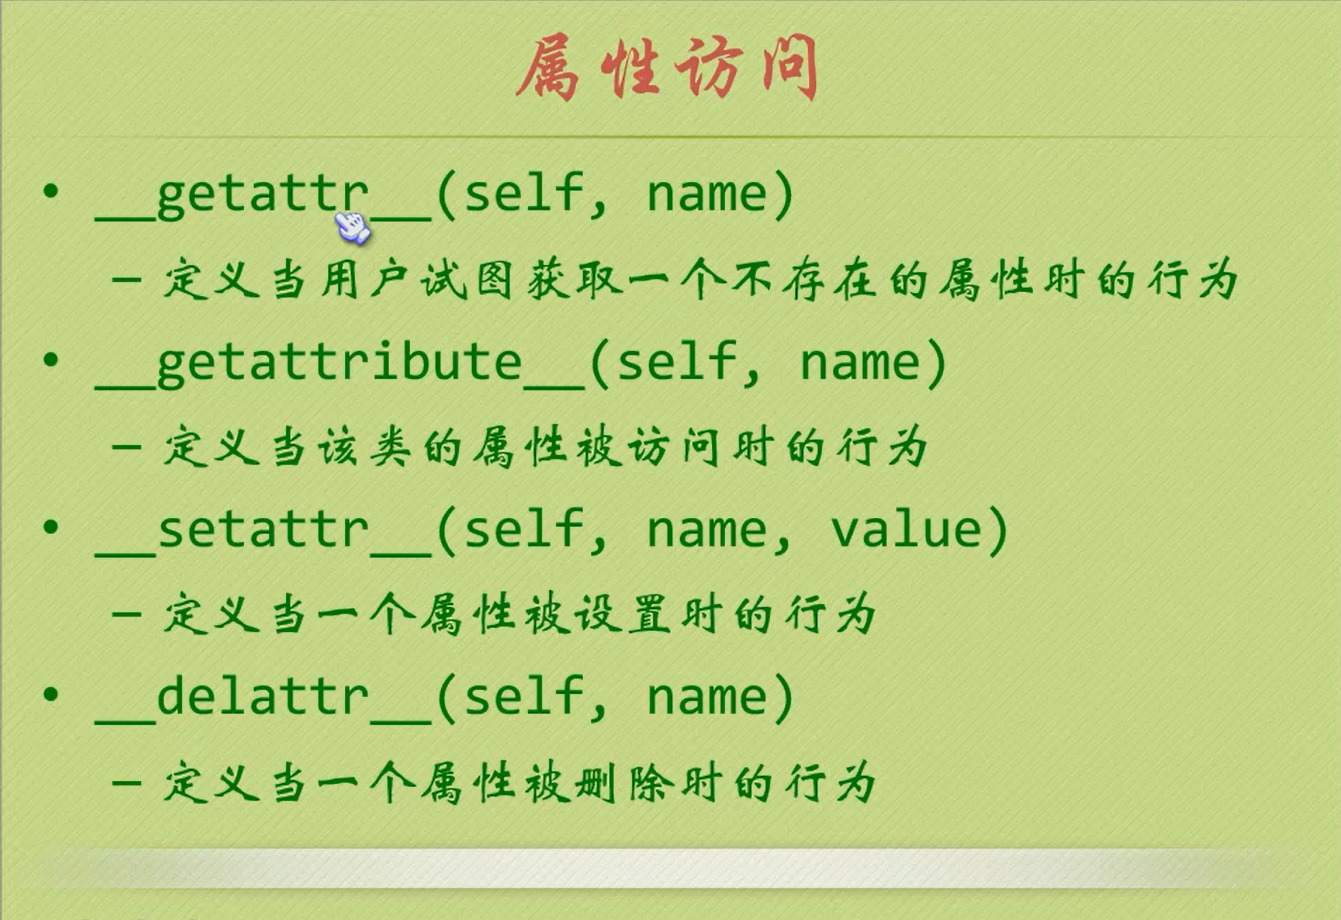 属性访问
• __getattr__(self, name)
– 定义当用户试图获取一个不存在的属性时的行为
• __getattribute__(self, name)
– 定义当该类的属性被访问时的行为
• __setattr__(self, name, value)
– 定义当一个属性被设置时的行为
• __delattr__(self, name)
– 定义当一个属性被删除时的行为